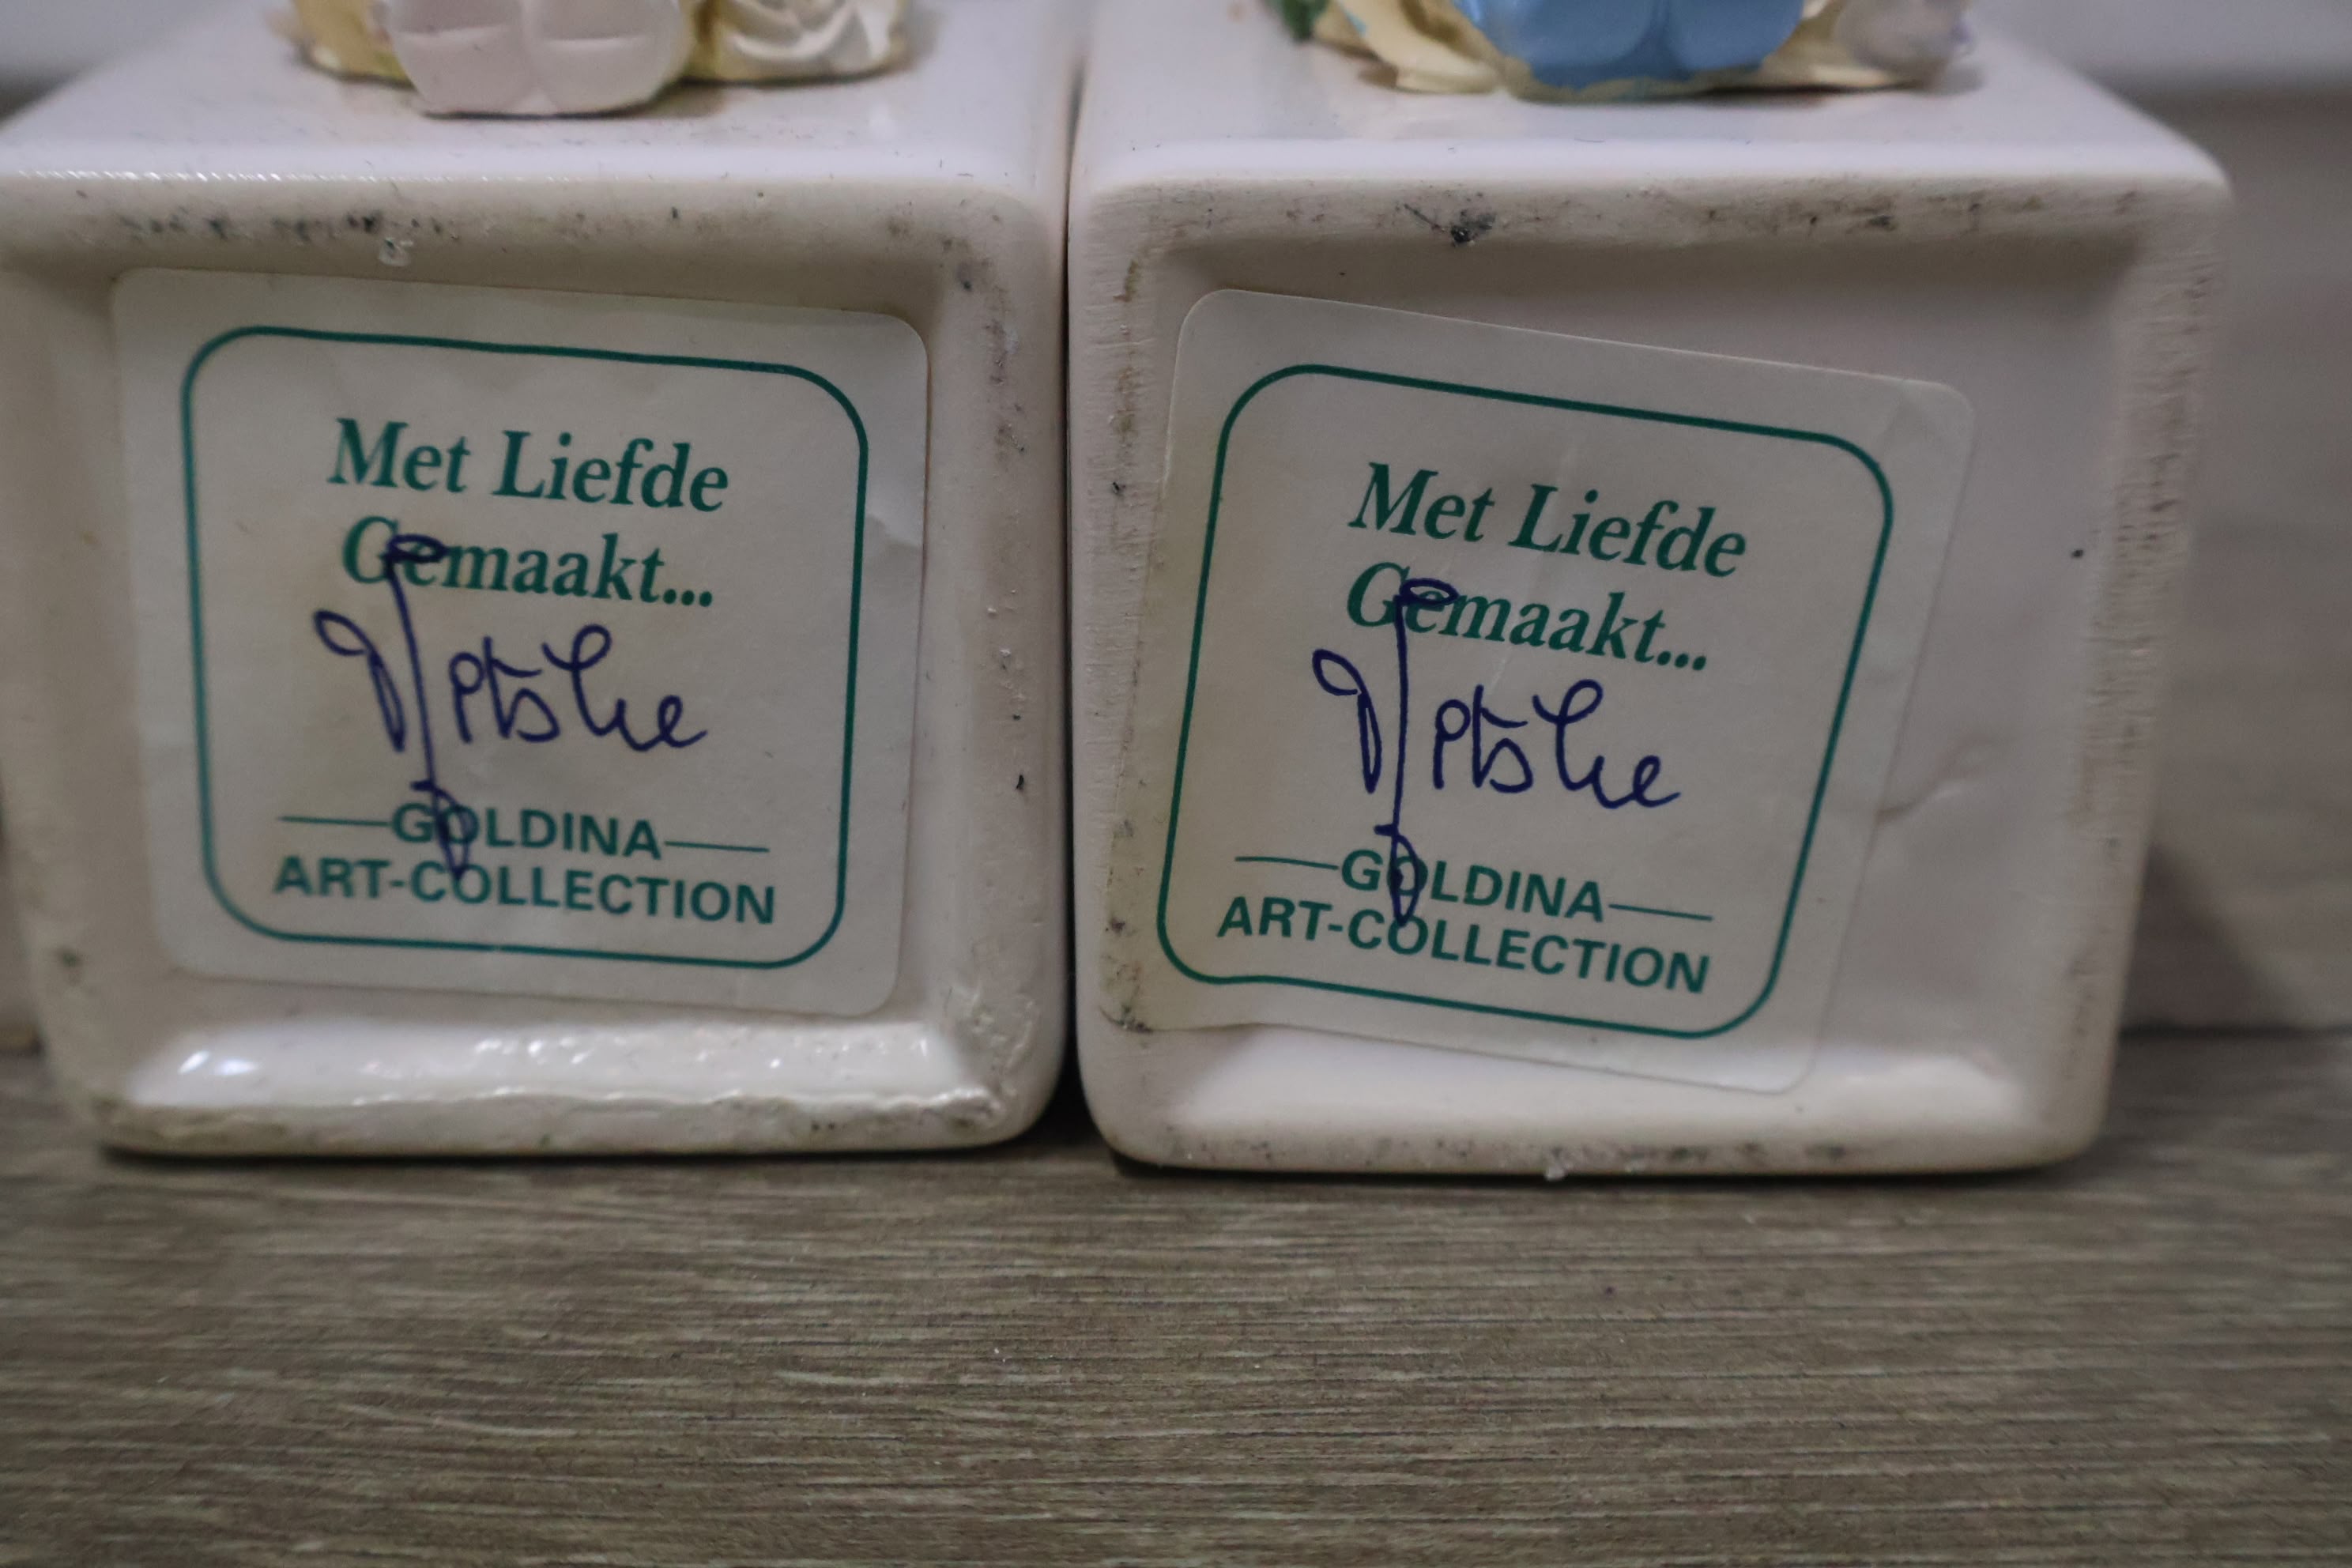 Met Liefde
Gemaakt...
GOLDINA
ART-COLLECTION
Met Liefde
Gemaakt...
GOLDINA
ART-COLLECTION